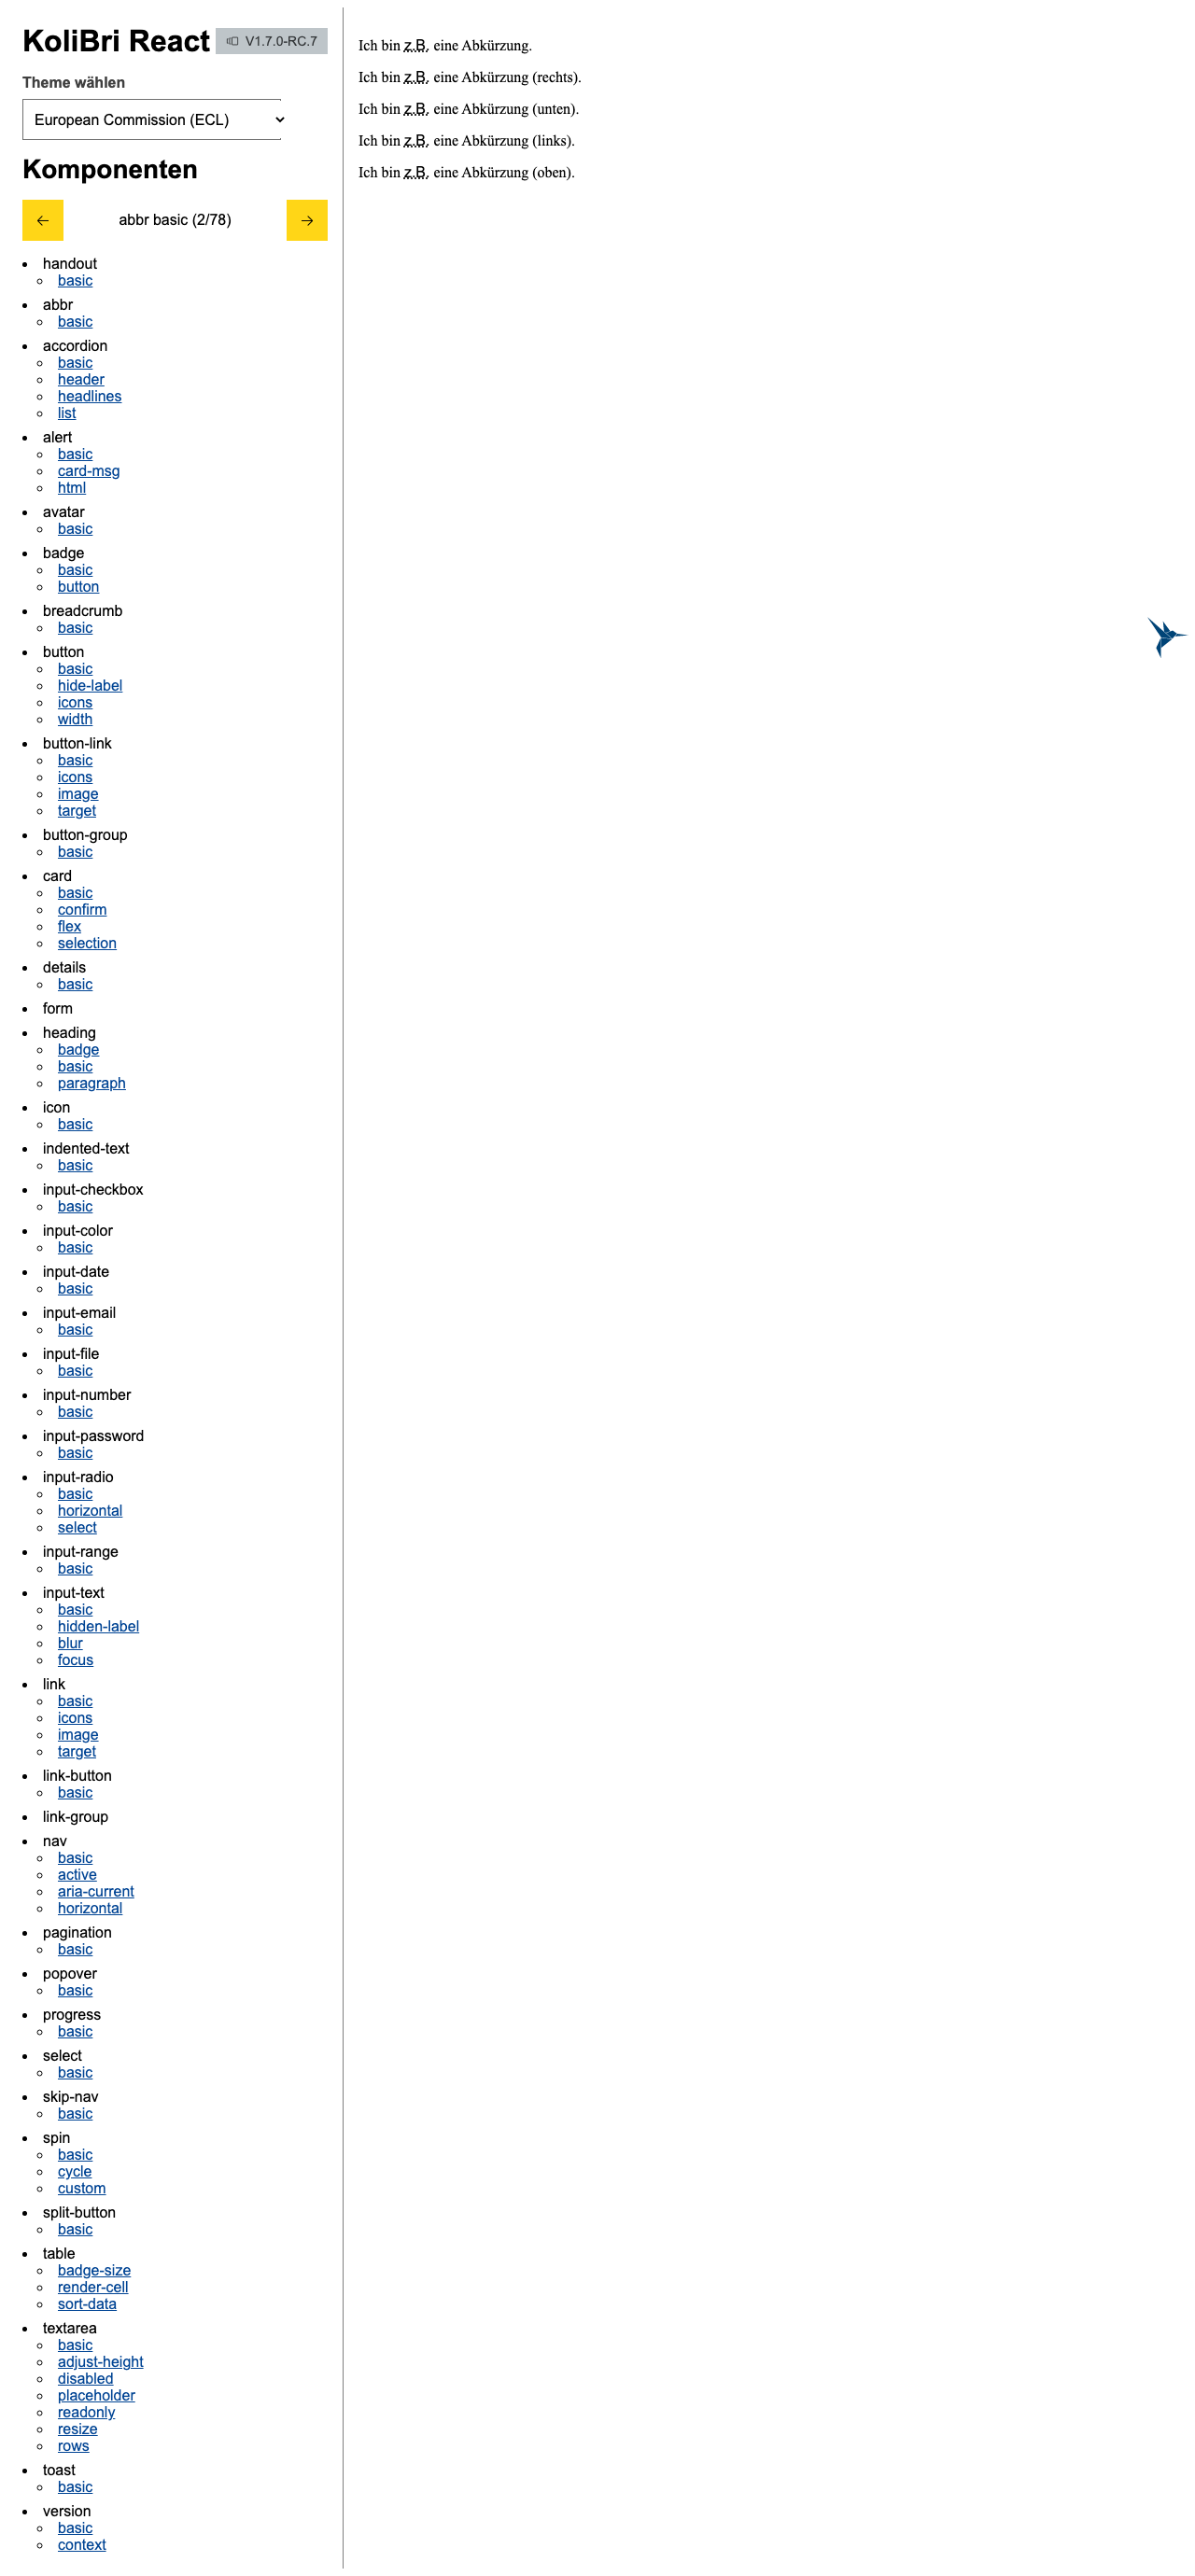 KoliBri React V1.7.0-RC.7
Theme wählen
European Commission (ECL)
Komponenten
abbr basic (2/78)
handout
basic
abbr
basic
accordion
basic
header
headlines
list
alert
basic
card-msg
html
avatar
basic
badge
basic
button
breadcrumb
basic
button
basic
hide-label
icons
width
button-link
basic
icons
image
target
button-group
basic
card
basic
confirm
flex
selection
details
basic
form
heading
badge
basic
paragraph
icon
basic
indented-text
basic
input-checkbox
basic
input-color
basic
input-date
basic
input-email
basic
input-file
basic
input-number
basic
input-password
basic
input-radio
basic
horizontal
select
input-range
basic
input-text
basic
hidden-label
blur
focus
link
basic
icons
image
target
link-button
basic
link-group
nav
basic
active
aria-current
horizontal
pagination
basic
popover
basic
progress
basic
select
basic
skip-nav
basic
spin
basic
cycle
custom
split-button
basic
table
badge-size
render-cell
sort-data
textarea
basic
adjust-height
disabled
placeholder
readonly
resize
rows
toast
basic
version
basic
context
Ich bin z.B. eine Abkürzung.
Ich bin z.B. eine Abkürzung (rechts).
Ich bin z.B. eine Abkürzung (unten).
Ich bin z.B. eine Abkürzung (links).
Ich bin z.B. eine Abkürzung (oben).